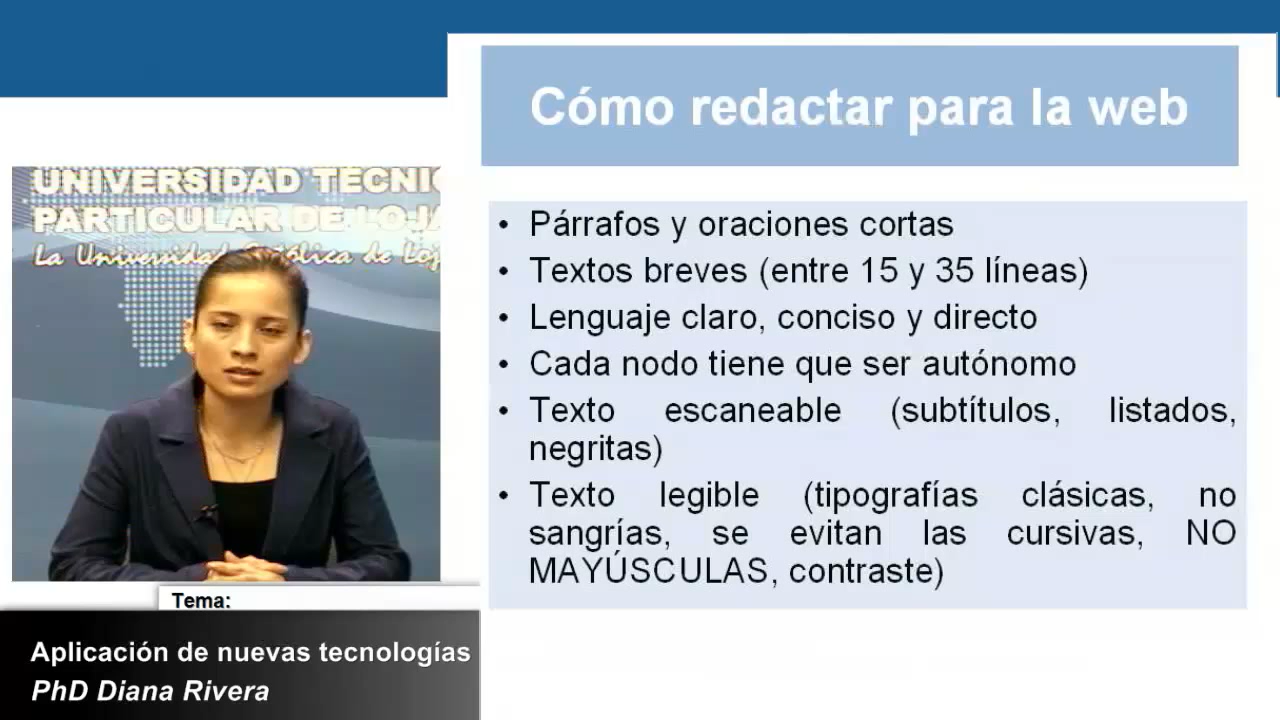 Cómo redactar para la web
UNIVERSIDAD TÉCNIC
PARTICULAR DE LOJA
La Universidad Católica de Loj
• Párrafos y oraciones cortas
• Textos breves (entre 15 y 35 líneas)
• Lenguaje claro, conciso y directo
• Cada nodo tiene que ser autónomo
• Texto escaneable (subtítulos, listados,
negritas)
• Texto legible (tipografías clásicas, no
sangrías, se evitan las cursivas, NO
MAYÚSCULAS, contraste)
Tema:
Aplicación de nuevas tecnologías
PhD Diana Rivera